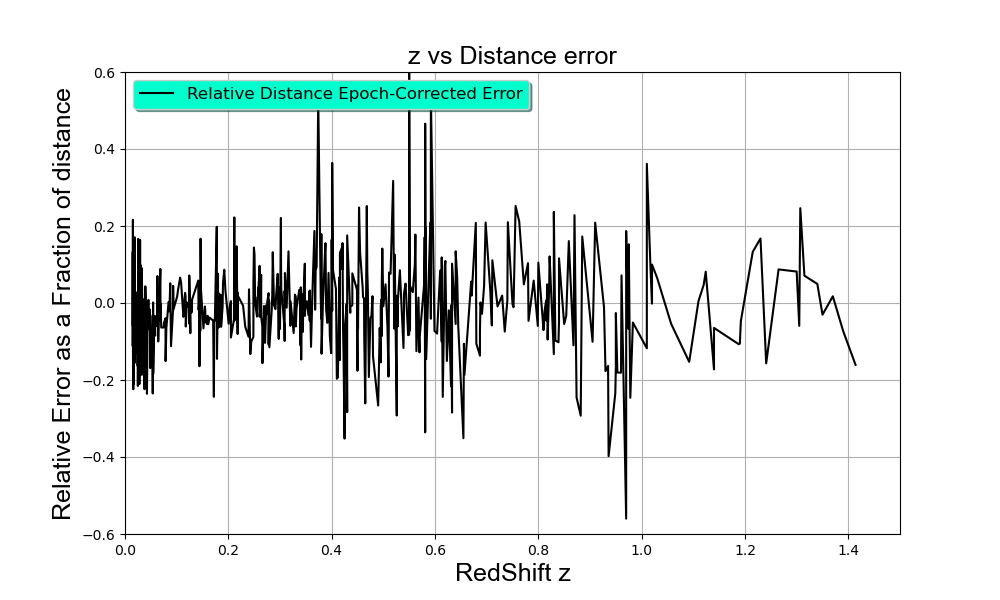 z vs Distance error
Relative Distance Epoch-Corrected Error
Relative Error as a Fraction of distance
0.6
0.4
0.2
0.0
−0.2
−0.4
−0.6
0.0 0.2 0.4 0.6 0.8 1.0 1.2 1.4
RedShift z